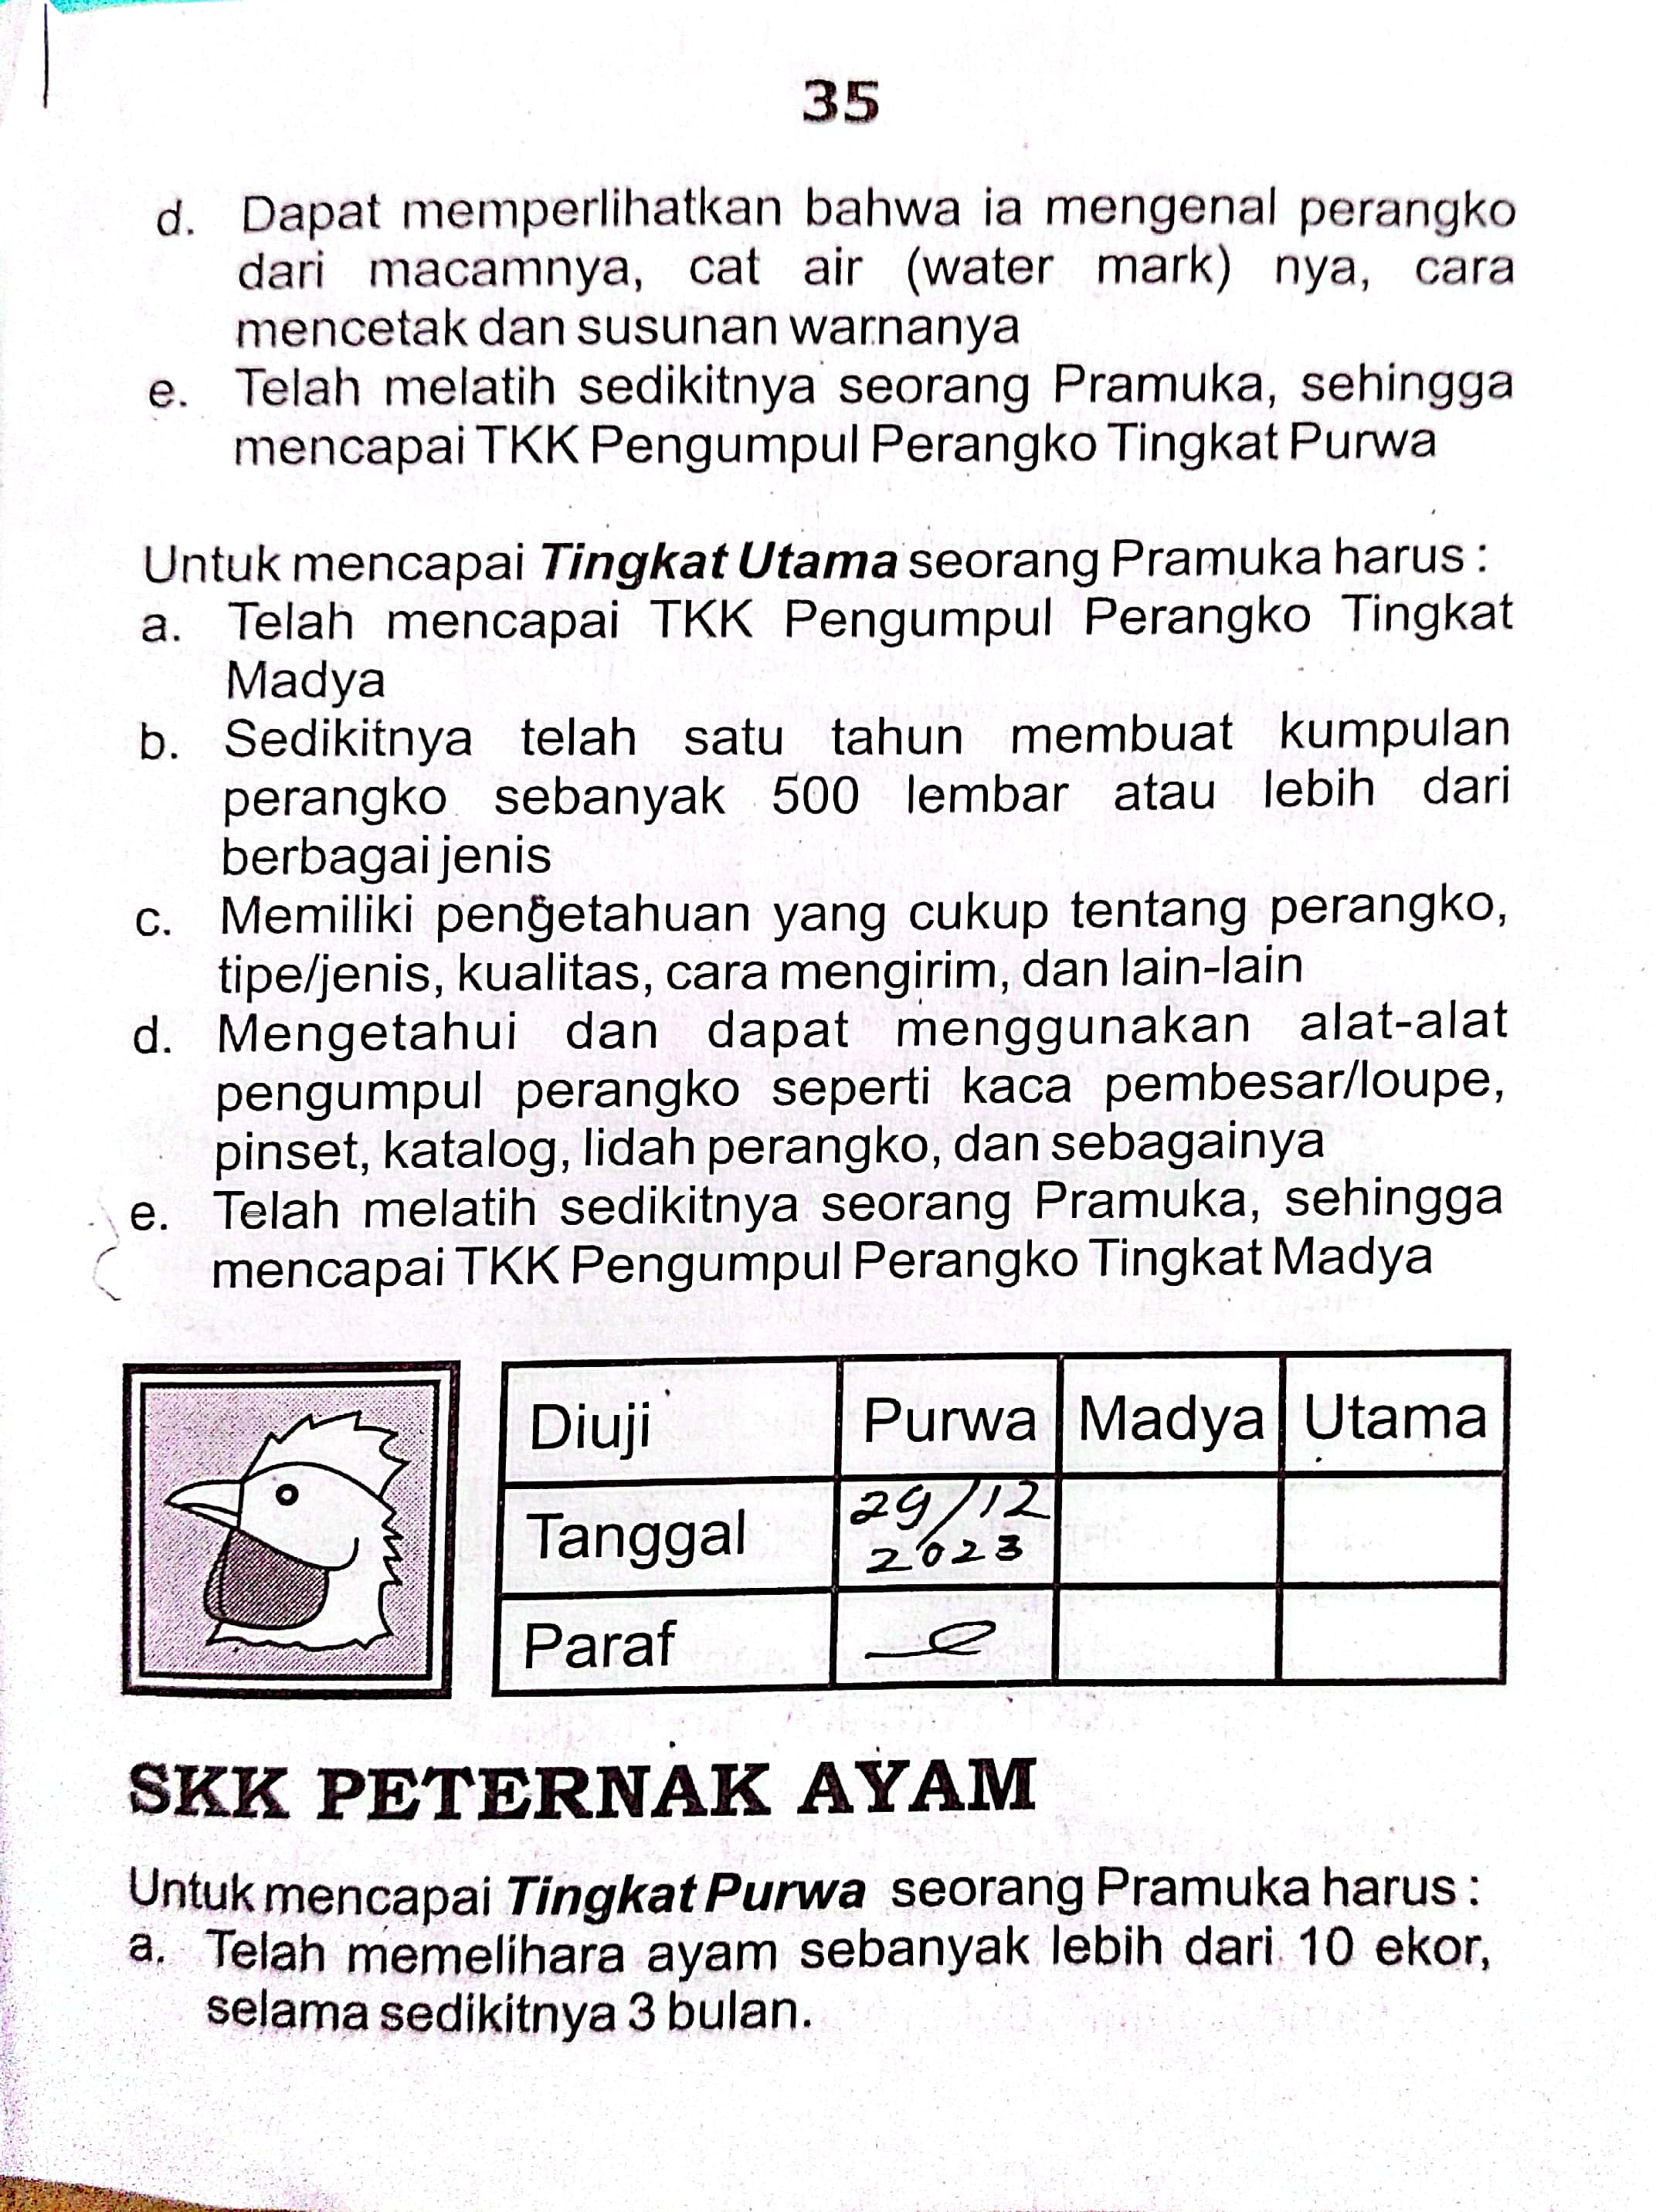 35
d. Dapat memperlihatkan bahwa ia mengenal perangko
dari macamnya, cat air (water mark) nya, cara
mencetak dan susunan warnanya
e. Telah melatih sedikitnya seorang Pramuka, sehingga
mencapai TKK Pengumpul Perangko Tingkat Purwa
Untuk mencapai Tingkat Utama seorang Pramuka harus :
a. Telah mencapai TKK Pengumpul Perangko Tingkat
Madya
b. Sedikitnya telah satu tahun membuat kumpulan
perangko sebanyak 500 lembar atau lebih dari
berbagai jenis
c. Memiliki pengetahuan yang cukup tentang perangko,
tipe/jenis, kualitas, cara mengirim, dan lain-lain
d. Mengetahui dan dapat menggunakan alat-alat
pengumpul perangko seperti kaca pembesar/loupe,
pinset, katalog, lidah perangko, dan sebagainya
e. Telah melatih sedikitnya seorang Pramuka, sehingga
mencapai TKK Pengumpul Perangko Tingkat Madya
Diuji Purwa Madya Utama
Tanggal 29/12
2023
Paraf
SKK PETERNAK AYAM
Untuk mencapai Tingkat Purwa seorang Pramuka harus :
a. Telah memelihara ayam sebanyak lebih dari 10 ekor,
selama sedikitnya 3 bulan.